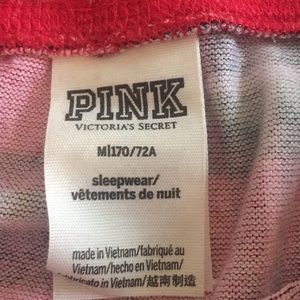 PINK
VICTORIA'S SECRET
M|170/72A
sleepwear/
vêtements de nuit
made in Vietnam/fabriqué au
Vietnam/hecho en Vietnam/
in Vietnam/越南制造